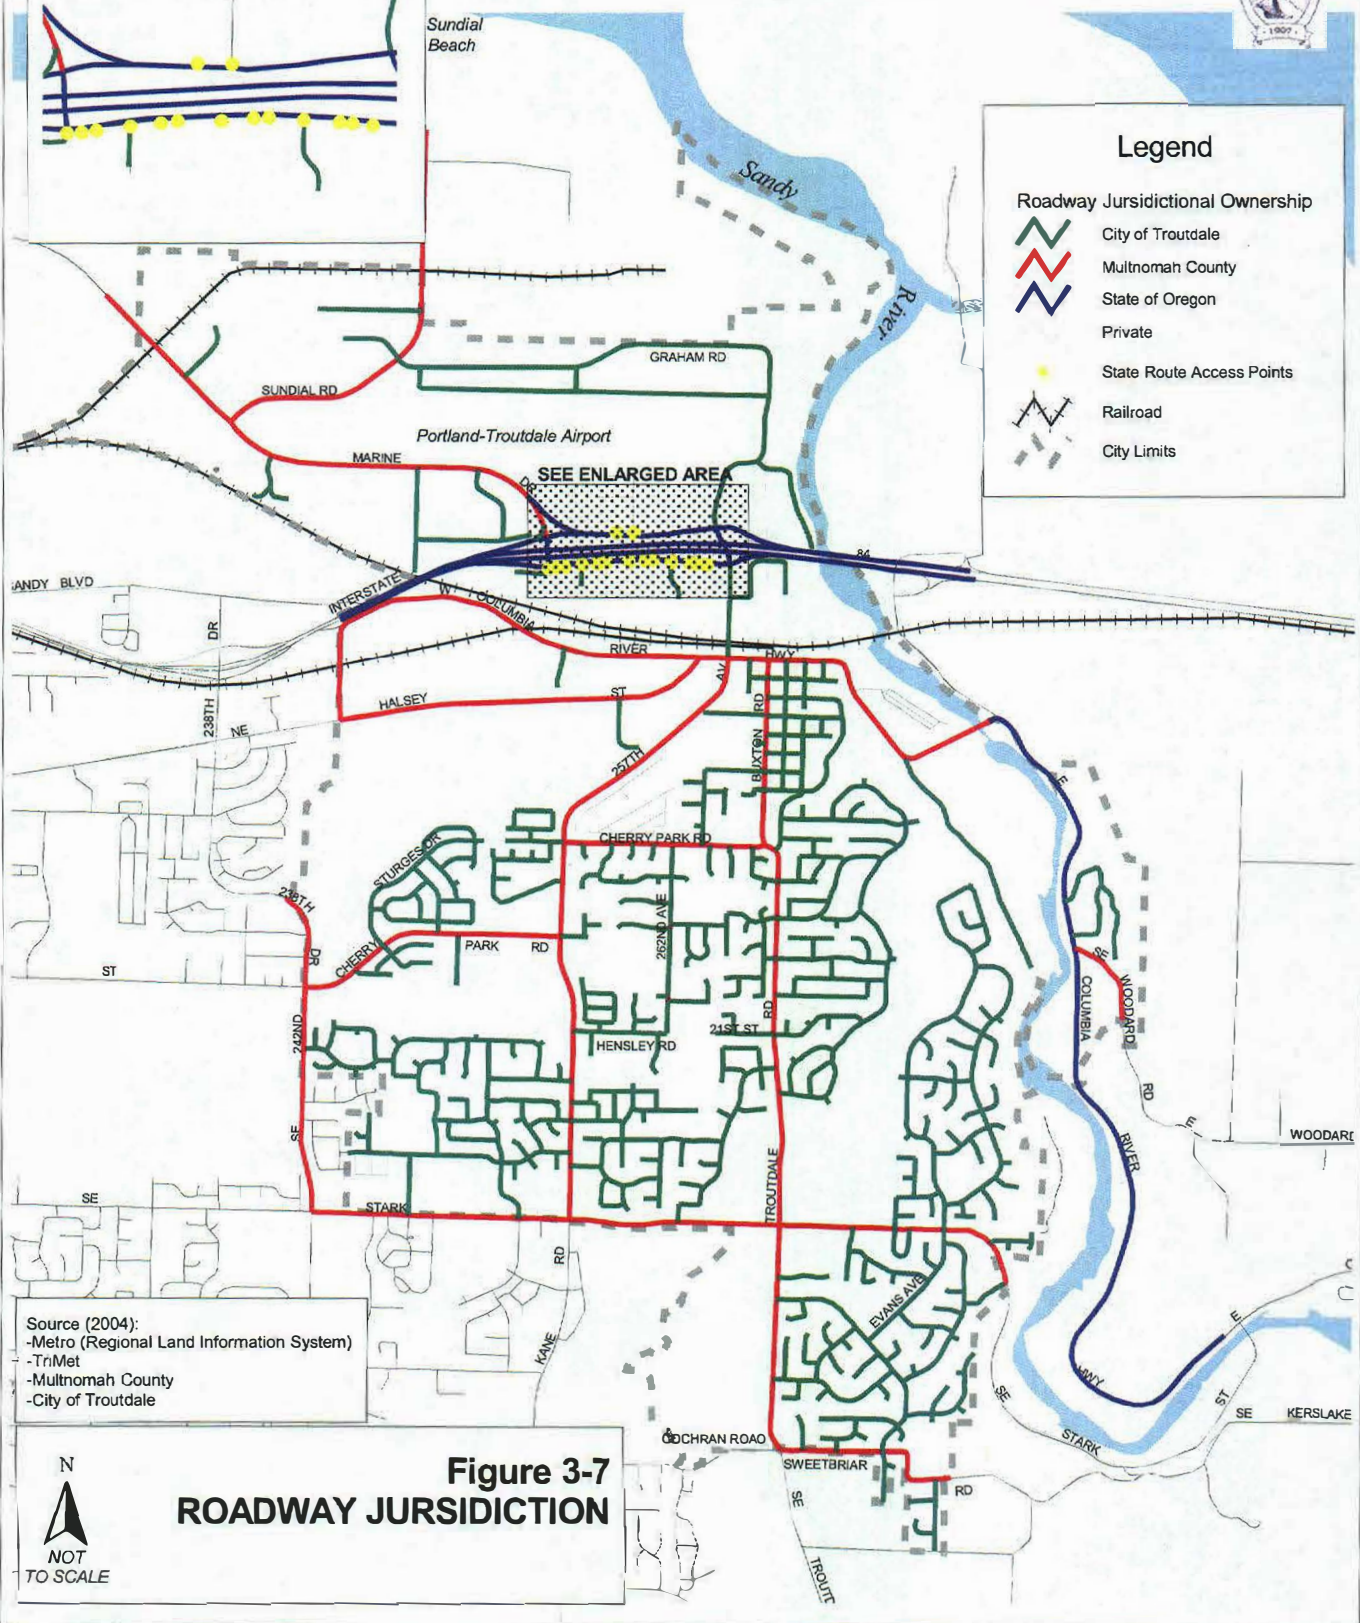 Sundial
Beach
- 1907 -
Legend
Roadway Jursidictional Ownership
City of Troutdale
Multnomah County
State of Oregon
Private
State Route Access Points
Railroad
City Limits
Sandy
River
GRAHAM RD
SUNDIAL RD
Portland-Troutdale Airport
MARINE
DR
SEE ENLARGED AREA
84
ANDY BLVD
INTERSTATE
W
COLUMBIA
RIVER
HWY
DR
238TH
NE
HALSEY
ST
AV
257TH
BUXTON
RD
CHERRY PARK RD
STURGES DR
SE
238TH
DR
CHERRY
PARK
RD
262ND AVE
ST
SE
COLUMBIA
WOODARD
242ND
21ST ST
RD
HENSLEY RD
RD
E
WOODARD
SE
RIVER
SE
STARK
TROUTDALE
RD
EVANS AVE
KANE
E
HWY
ST
SE
KERSLAKE
SE
STARK
COCHRAN ROAD
SWEETBRIAR
RD
SE
TROUTD
Source (2004):
-Metro (Regional Land Information System)
-TriMet
-Multnomah County
-City of Troutdale
N
NOT
TO SCALE
Figure 3-7
ROADWAY JURSIDICTION